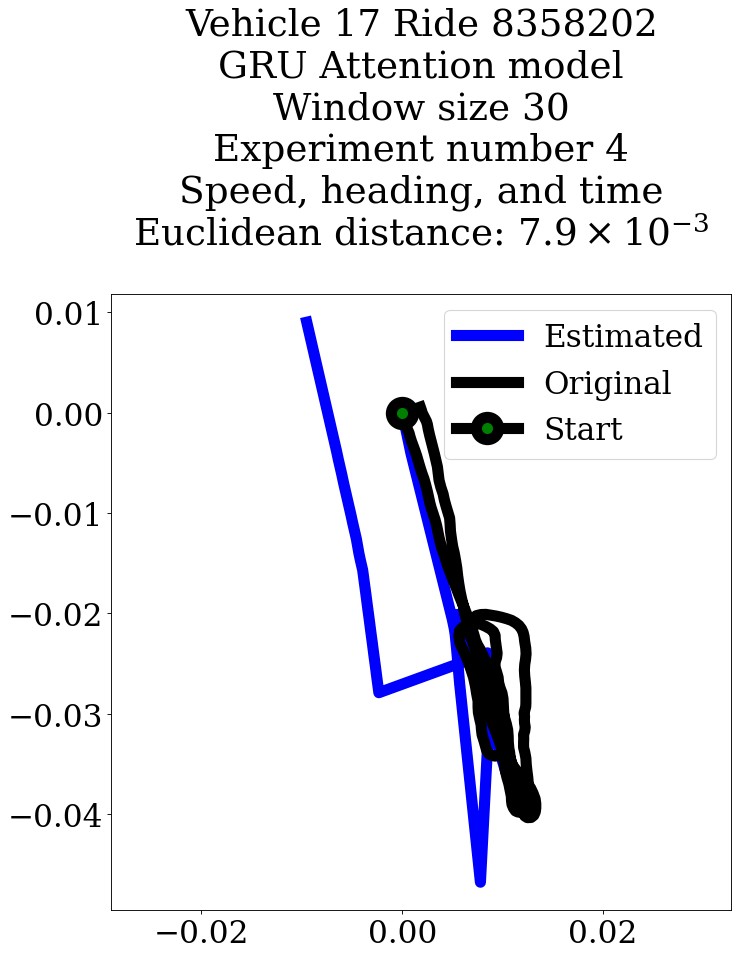 Vehicle 17 Ride 8358202
GRU Attention model
Window size 30
Experiment number 4
Speed, heading, and time
Euclidean distance: 7.9 × 10⁻³
0.01
0.00
−0.01
−0.02
−0.03
−0.04
Estimated
Original
Start
−0.02
0.00
0.02